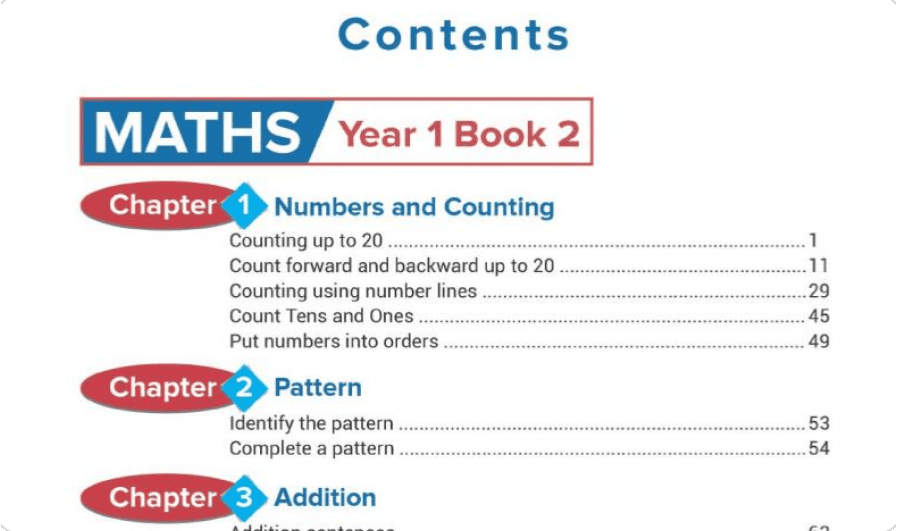 Contents
MATHS Year 1 Book 2
Chapter 1 Numbers and Counting
Counting up to 20 ........................ 1
Count forward and backward up to 20 ........................ 11
Counting using number lines ........................ 29
Count Tens and Ones ........................ 45
Put numbers into orders ........................ 49
Chapter 2 Pattern
Identify the pattern ........................ 53
Complete a pattern ........................ 54
Chapter 3 Addition
Addition sentences